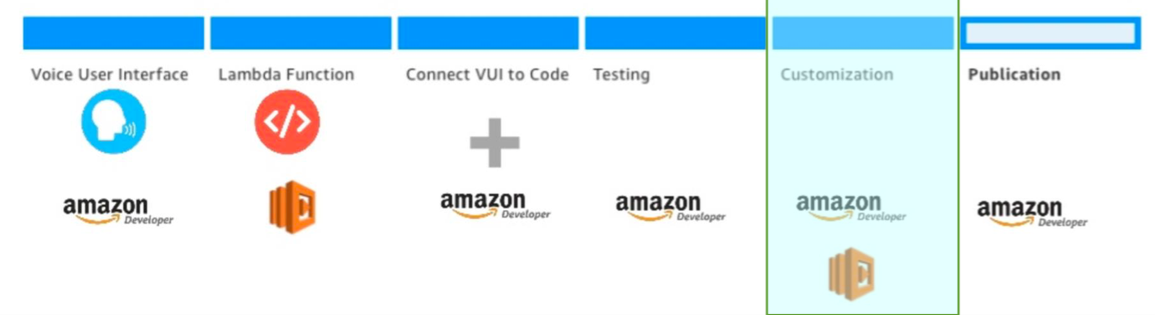 Voice User Interface
Lambda Function
Connect VUI to Code
Testing
Customization
Publication
</>
amazon
Developer
amazon
Developer
amazon
Developer
amazon
Developer
amazon
Developer